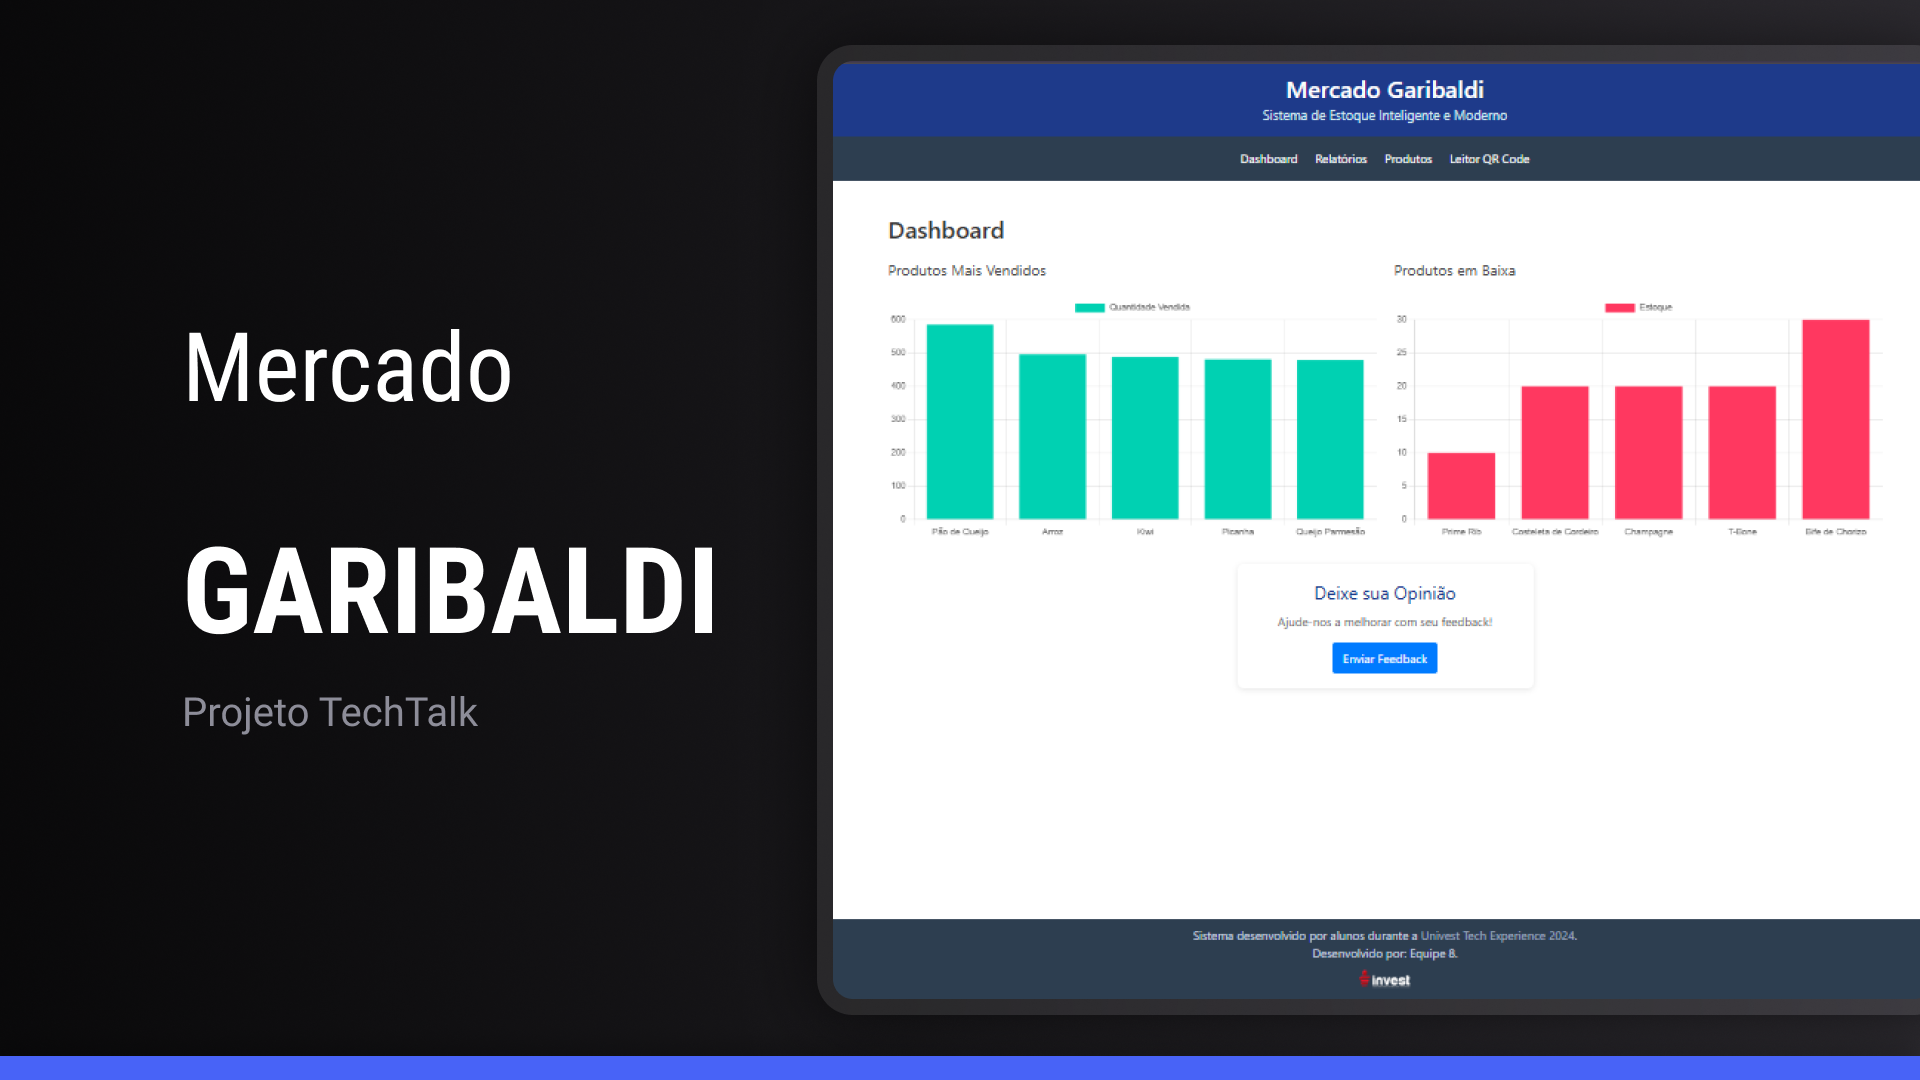 Mercado
GARIBALDI
Projeto TechTalk
Mercado Garibaldi
Sistema de Estoque Inteligente e Moderno
Dashboard Relatórios Produtos Leitor QR Code
Dashboard
Produtos Mais Vendidos
Quantidade Vendida
600
500
400
300
200
100
0
Pão de Queijo Arroz Kiwi Picanha Queijo Parmesão
Produtos em Baixa
Estoque
30
25
20
15
10
5
0
Prime Rib Costeleta de Cordeiro Champagne T-Bone Bife de Chorizo
Deixe sua Opinião
Ajude-nos a melhorar com seu feedback!
Enviar Feedback
Sistema desenvolvido por alunos durante a Univest Tech Experience 2024.
Desenvolvido por: Equipe 8.
invest